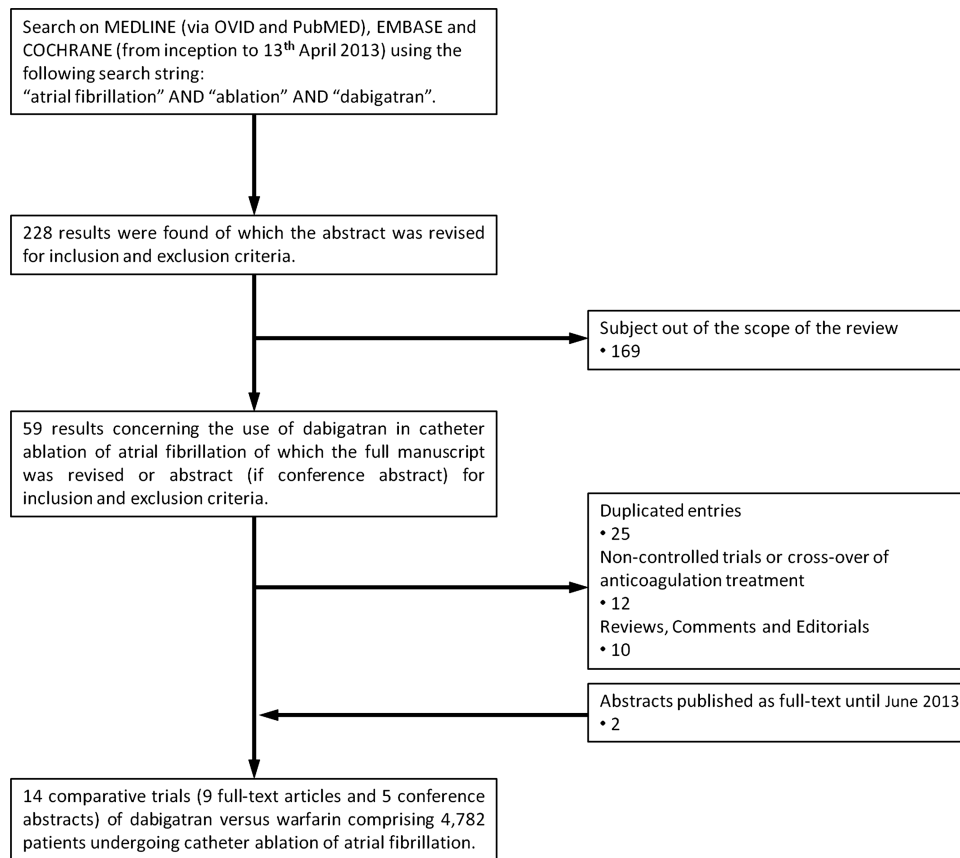 Search on MEDLINE (via OVID and PubMED), EMBASE and
COCHRANE (from inception to 13th April 2013) using the
following search string:
“atrial fibrillation” AND “ablation” AND “dabigatran”.
228 results were found of which the abstract was revised
for inclusion and exclusion criteria.
Subject out of the scope of the review
• 169
59 results concerning the use of dabigatran in catheter
ablation of atrial fibrillation of which the full manuscript
was revised or abstract (if conference abstract) for
inclusion and exclusion criteria.
Duplicated entries
• 25
Non-controlled trials or cross-over of
anticoagulation treatment
• 12
Reviews, Comments and Editorials
• 10
Abstracts published as full-text until June 2013
• 2
14 comparative trials (9 full-text articles and 5 conference
abstracts) of dabigatran versus warfarin comprising 4,782
patients undergoing catheter ablation of atrial fibrillation.